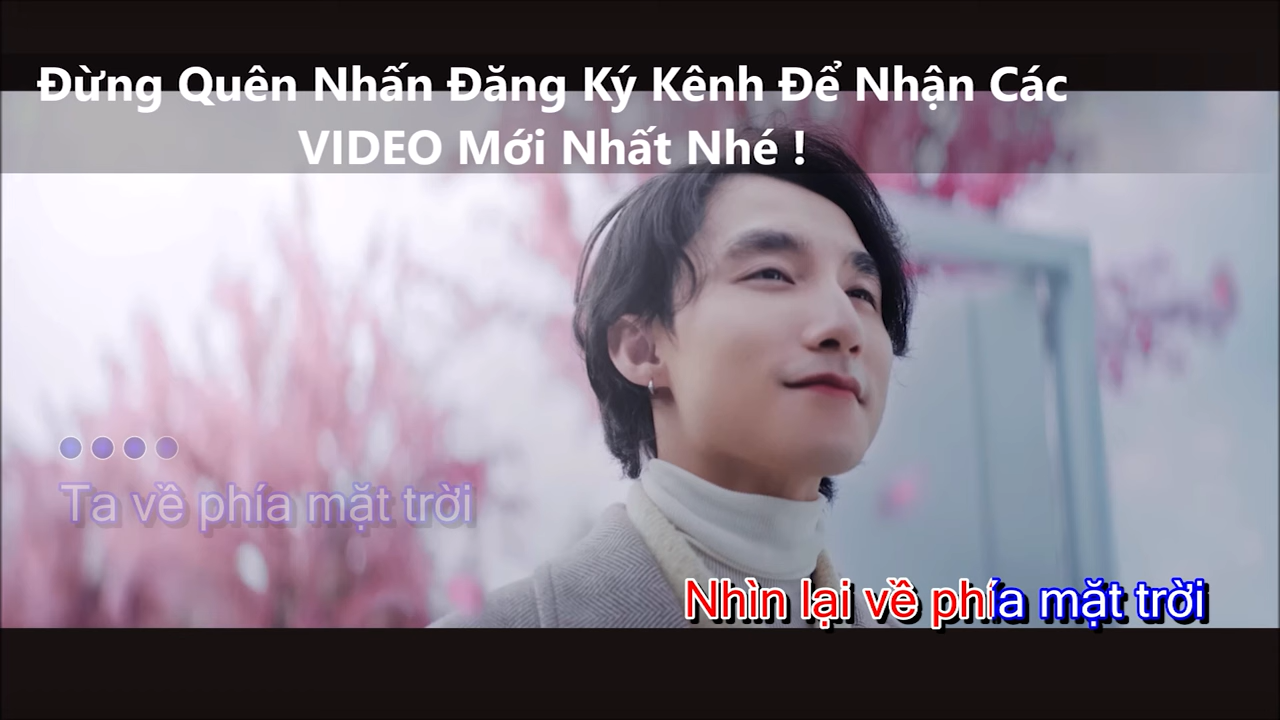 Đừng Quên Nhấn Đăng Ký Kênh Để Nhận Các
VIDEO Mới Nhất Nhé !
Ta về phía mặt trời
Nhìn lại về phía mặt trời